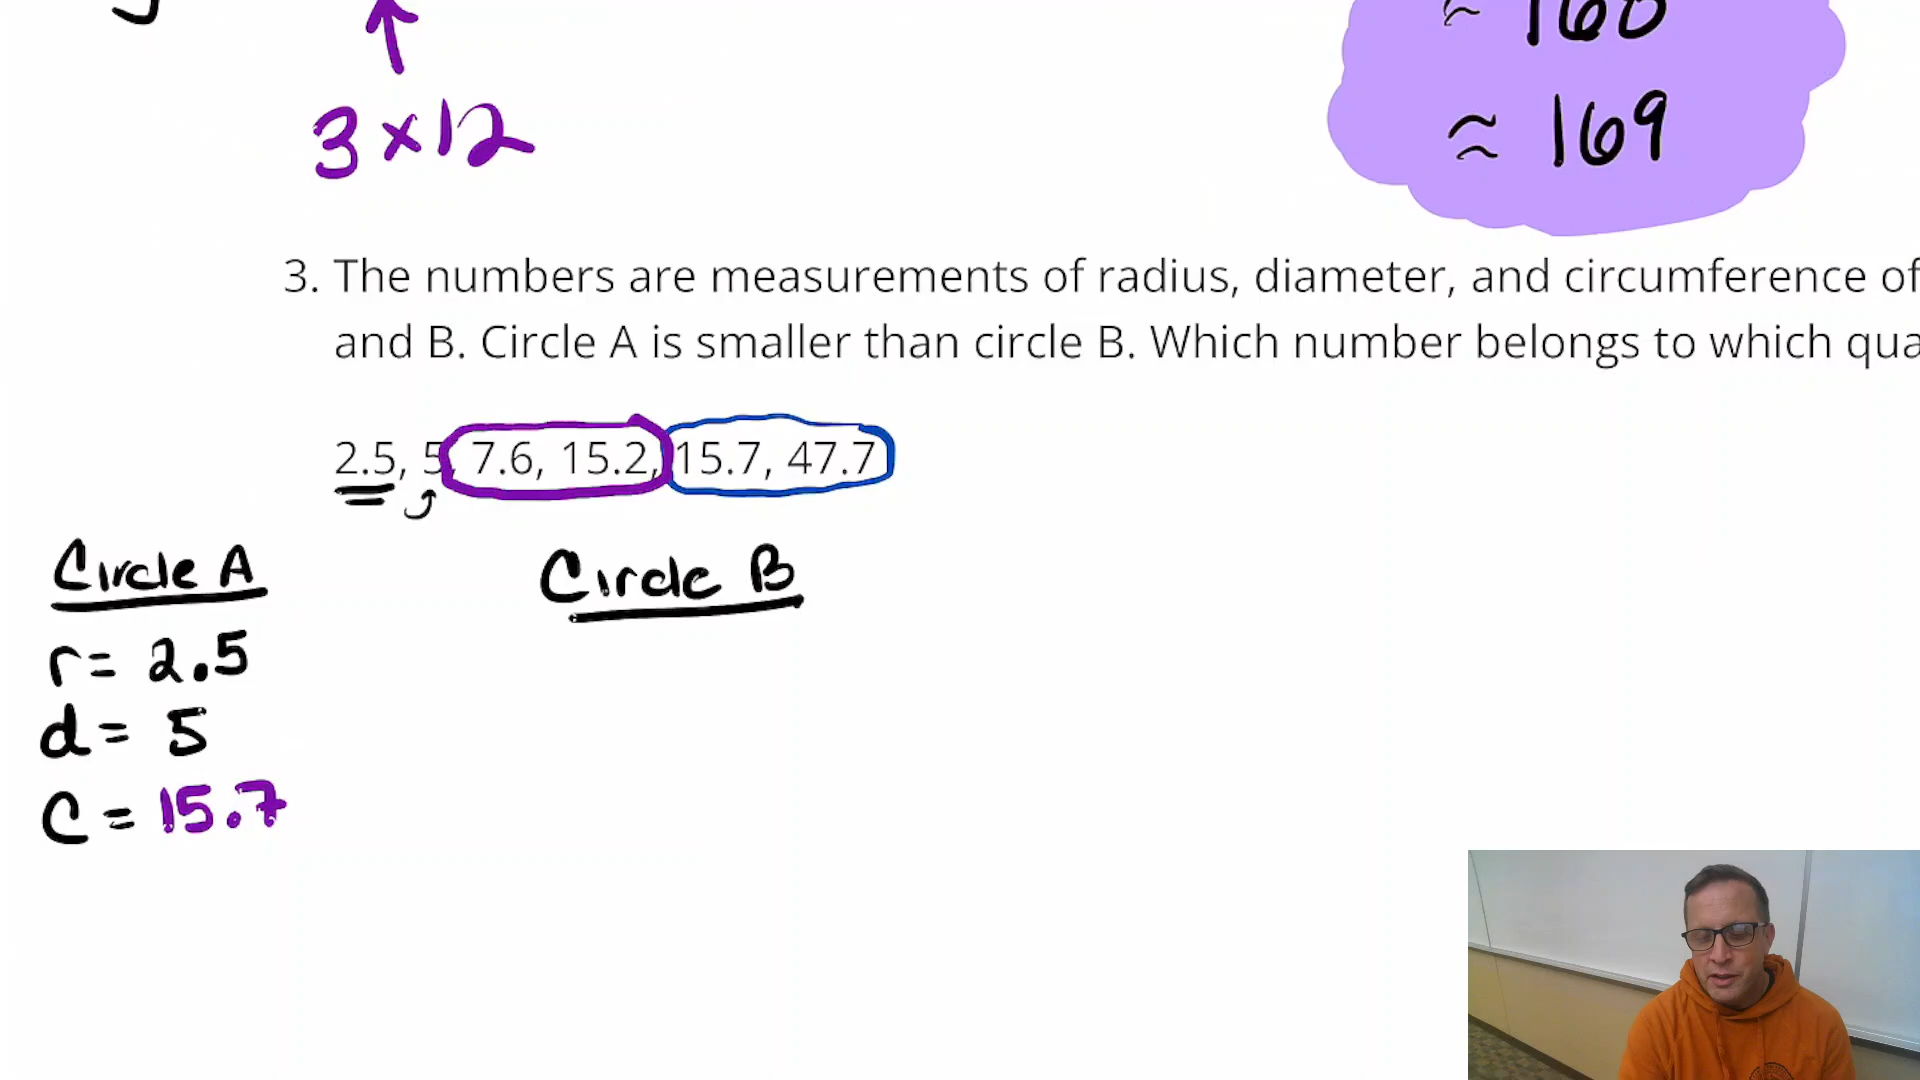 ≈ 160
3 x 12
≈ 169
3. The numbers are measurements of radius, diameter, and circumference of
and B. Circle A is smaller than circle B. Which number belongs to which qua
2.5, 5, 7.6, 15.2, 15.7, 47.7
Circle A
Circle B
r = 2.5
d = 5
C = 15.7